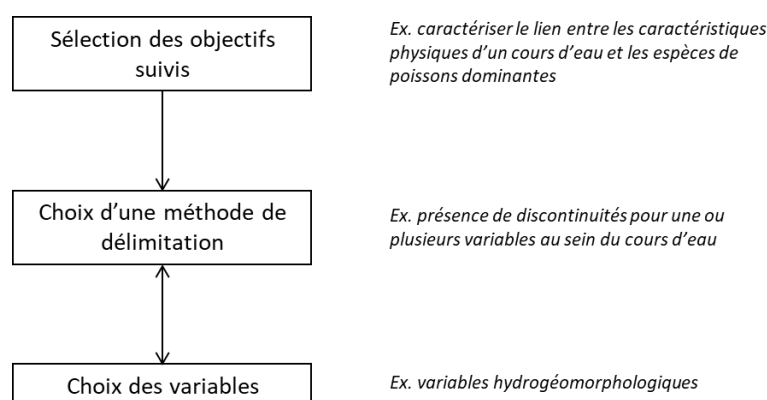 Sélection des objectifs
suivis
Ex. caractériser le lien entre les caractéristiques
physiques d’un cours d’eau et les espèces de
poissons dominantes
Choix d’une méthode de
délimitation
Ex. présence de discontinuités pour une ou
plusieurs variables au sein du cours d’eau
Choix des variables
Ex. variables hydrogéomorphologiques